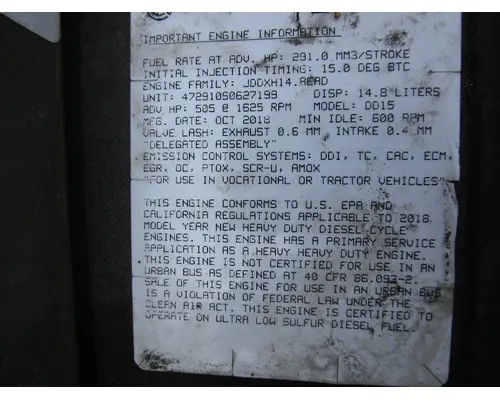 IMPORTANT ENGINE INFORMATION
FUEL RATE AT ADV. HP: 291.0 MM3/STROKE
INITIAL INJECTION TIMING: 15.0 DEG BTC
ENGINE FAMILY: JDDXH14.8EAD
UNIT: 472910S0627199 DISP: 14.8 LITERS
ADV HP: 505 @ 1625 RPM MODEL: DD15
MFG. DATE: OCT 2018 MIN IDLE: 600 RPM
VALVE LASH: EXHAUST 0.6 MM INTAKE 0.4 MM
"DELEGATED ASSEMBLY"
EMISSION CONTROL SYSTEMS: DDI, TC, CAC, ECM,
EGR, OC, PTOX, SCR-U, AMOX
"FOR USE IN VOCATIONAL OR TRACTOR VEHICLES"
THIS ENGINE CONFORMS TO U.S. EPA AND
CALIFORNIA REGULATIONS APPLICABLE TO 2018
MODEL YEAR NEW HEAVY DUTY DIESEL CYCLE
ENGINES. THIS ENGINE HAS A PRIMARY SERVICE
APPLICATION AS A HEAVY HEAVY DUTY ENGINE.
THIS ENGINE IS NOT CERTIFIED FOR USE IN AN
URBAN BUS AS DEFINED AT 40 CFR 86.093-2.
SALE OF THIS ENGINE FOR USE IN AN URBAN BUS
IS A VIOLATION OF FEDERAL LAW UNDER THE
CLEAN AIR ACT. THIS ENGINE IS CERTIFIED TO
OPERATE ON ULTRA LOW SULFUR DIESEL FUEL.